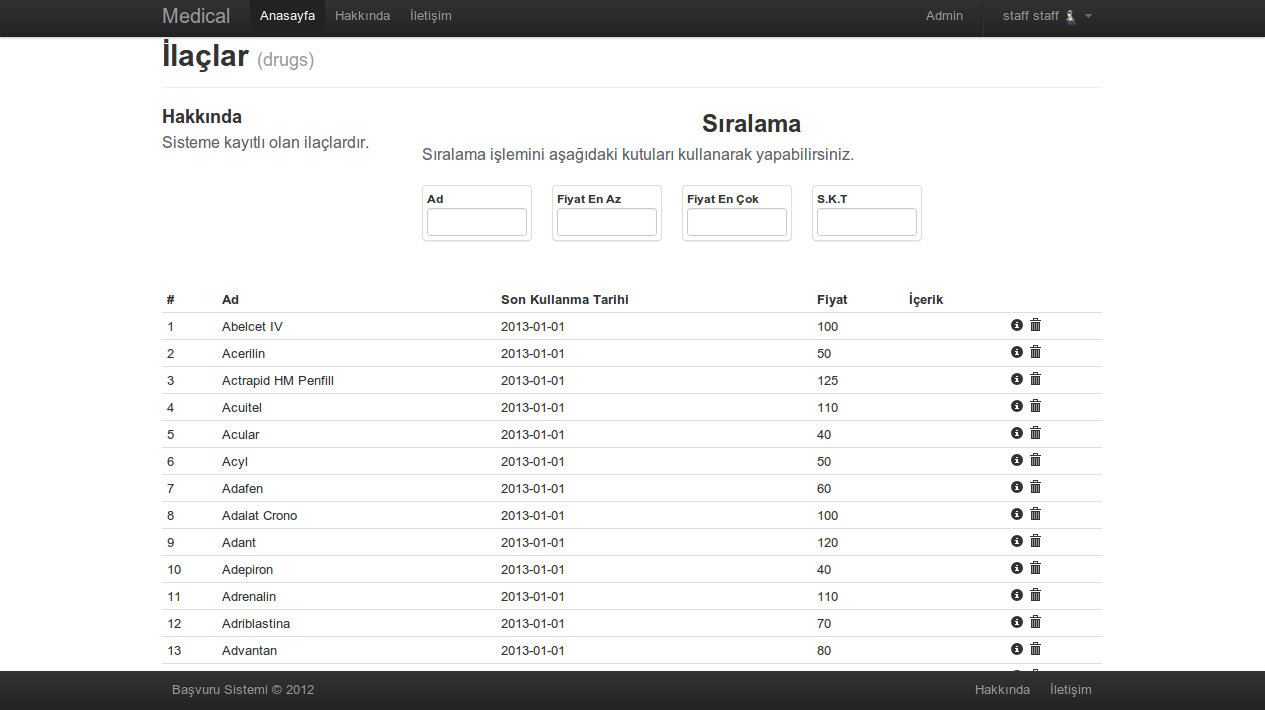 Medical Anasayfa Hakkında İletişim Admin staff staff
İlaçlar (drugs)
Hakkında
Sisteme kayıtlı olan ilaçlardır.
Sıralama
Sıralama işlemini aşağıdaki kutuları kullanarak yapabilirsiniz.
Ad Fiyat En Az Fiyat En Çok S.K.T
# Ad Son Kullanma Tarihi Fiyat İçerik
1 Abelcet IV 2013-01-01 100
2 Acerilin 2013-01-01 50
3 Actrapid HM Penfill 2013-01-01 125
4 Acuitel 2013-01-01 110
5 Acular 2013-01-01 40
6 Acyl 2013-01-01 50
7 Adafen 2013-01-01 60
8 Adalat Crono 2013-01-01 100
9 Adant 2013-01-01 120
10 Adepiron 2013-01-01 40
11 Adrenalin 2013-01-01 110
12 Adriblastina 2013-01-01 70
13 Advantan 2013-01-01 80
Başvuru Sistemi © 2012 Hakkında İletişim